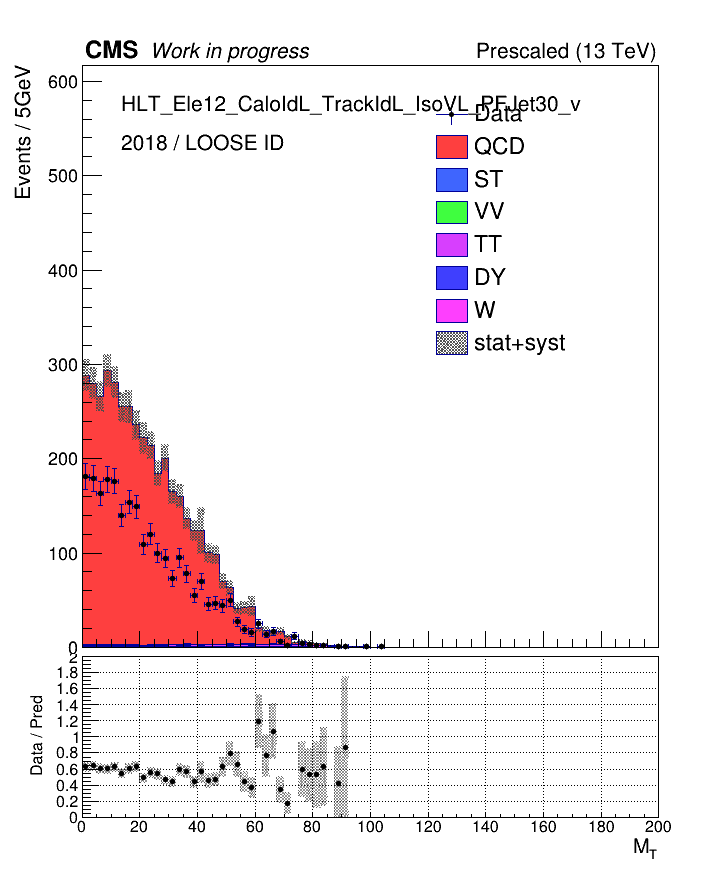 CMS Work in progress Prescaled (13 TeV)
Events / 5GeV
600
500
400
300
200
100
0
HLT_Ele12_CaloIdL_TrackIdL_IsoVL_PFJet30_v
2018 / LOOSE ID
Data
QCD
ST
VV
TT
DY
W
stat+syst
Data / Pred
2
1.8
1.6
1.4
1.2
1
0.8
0.6
0.4
0.2
0
0 20 40 60 80 100 120 140 160 180 200
M_T